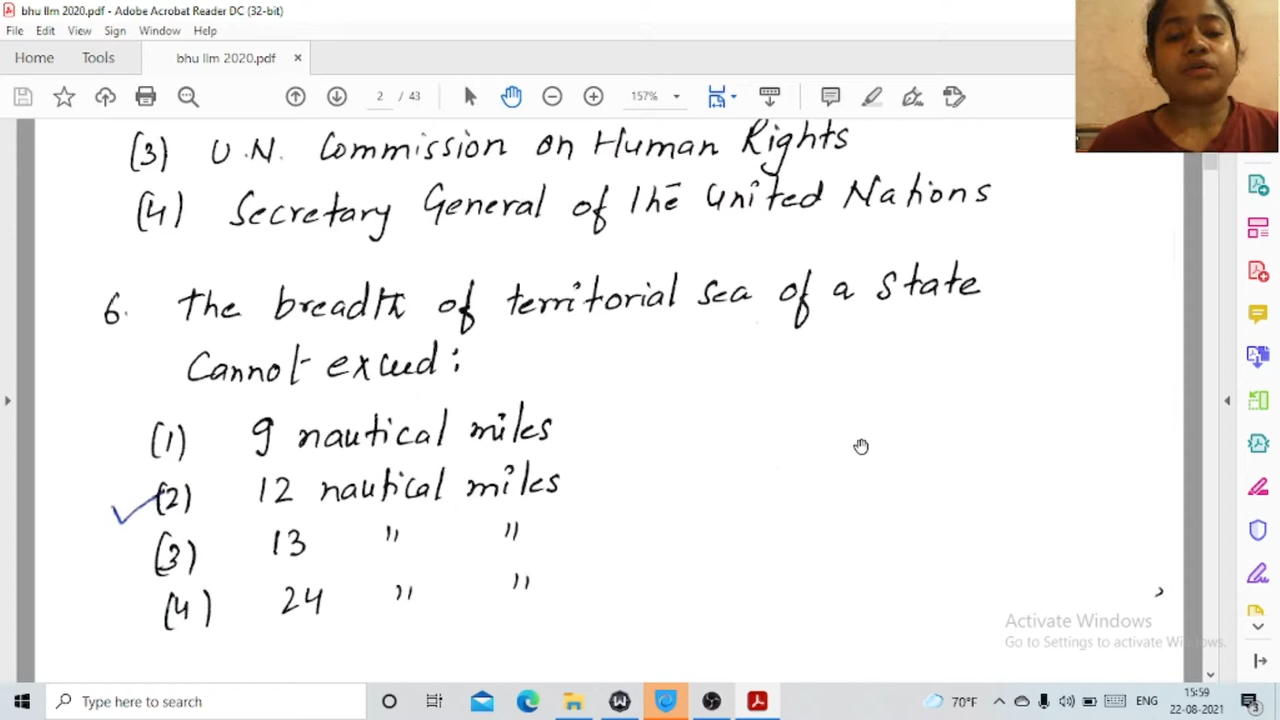 bhu llm 2020.pdf - Adobe Acrobat Reader DC (32-bit)
File Edit View Sign Window Help
Home Tools bhu llm 2020.pdf ×
2 / 43 157%
(3) U.N. Commission on Human Rights
(4) Secretary General of The United Nations
6. The breadth of territorial sea of a State
Cannot exceed:
(1) 9 nautical miles
(2) 12 nautical miles
(3) 13 " "
(4) 24 " "
Activate Windows
Go to Settings to activate Windows.
Type here to search
70°F ENG 15:59
22-08-2021
3